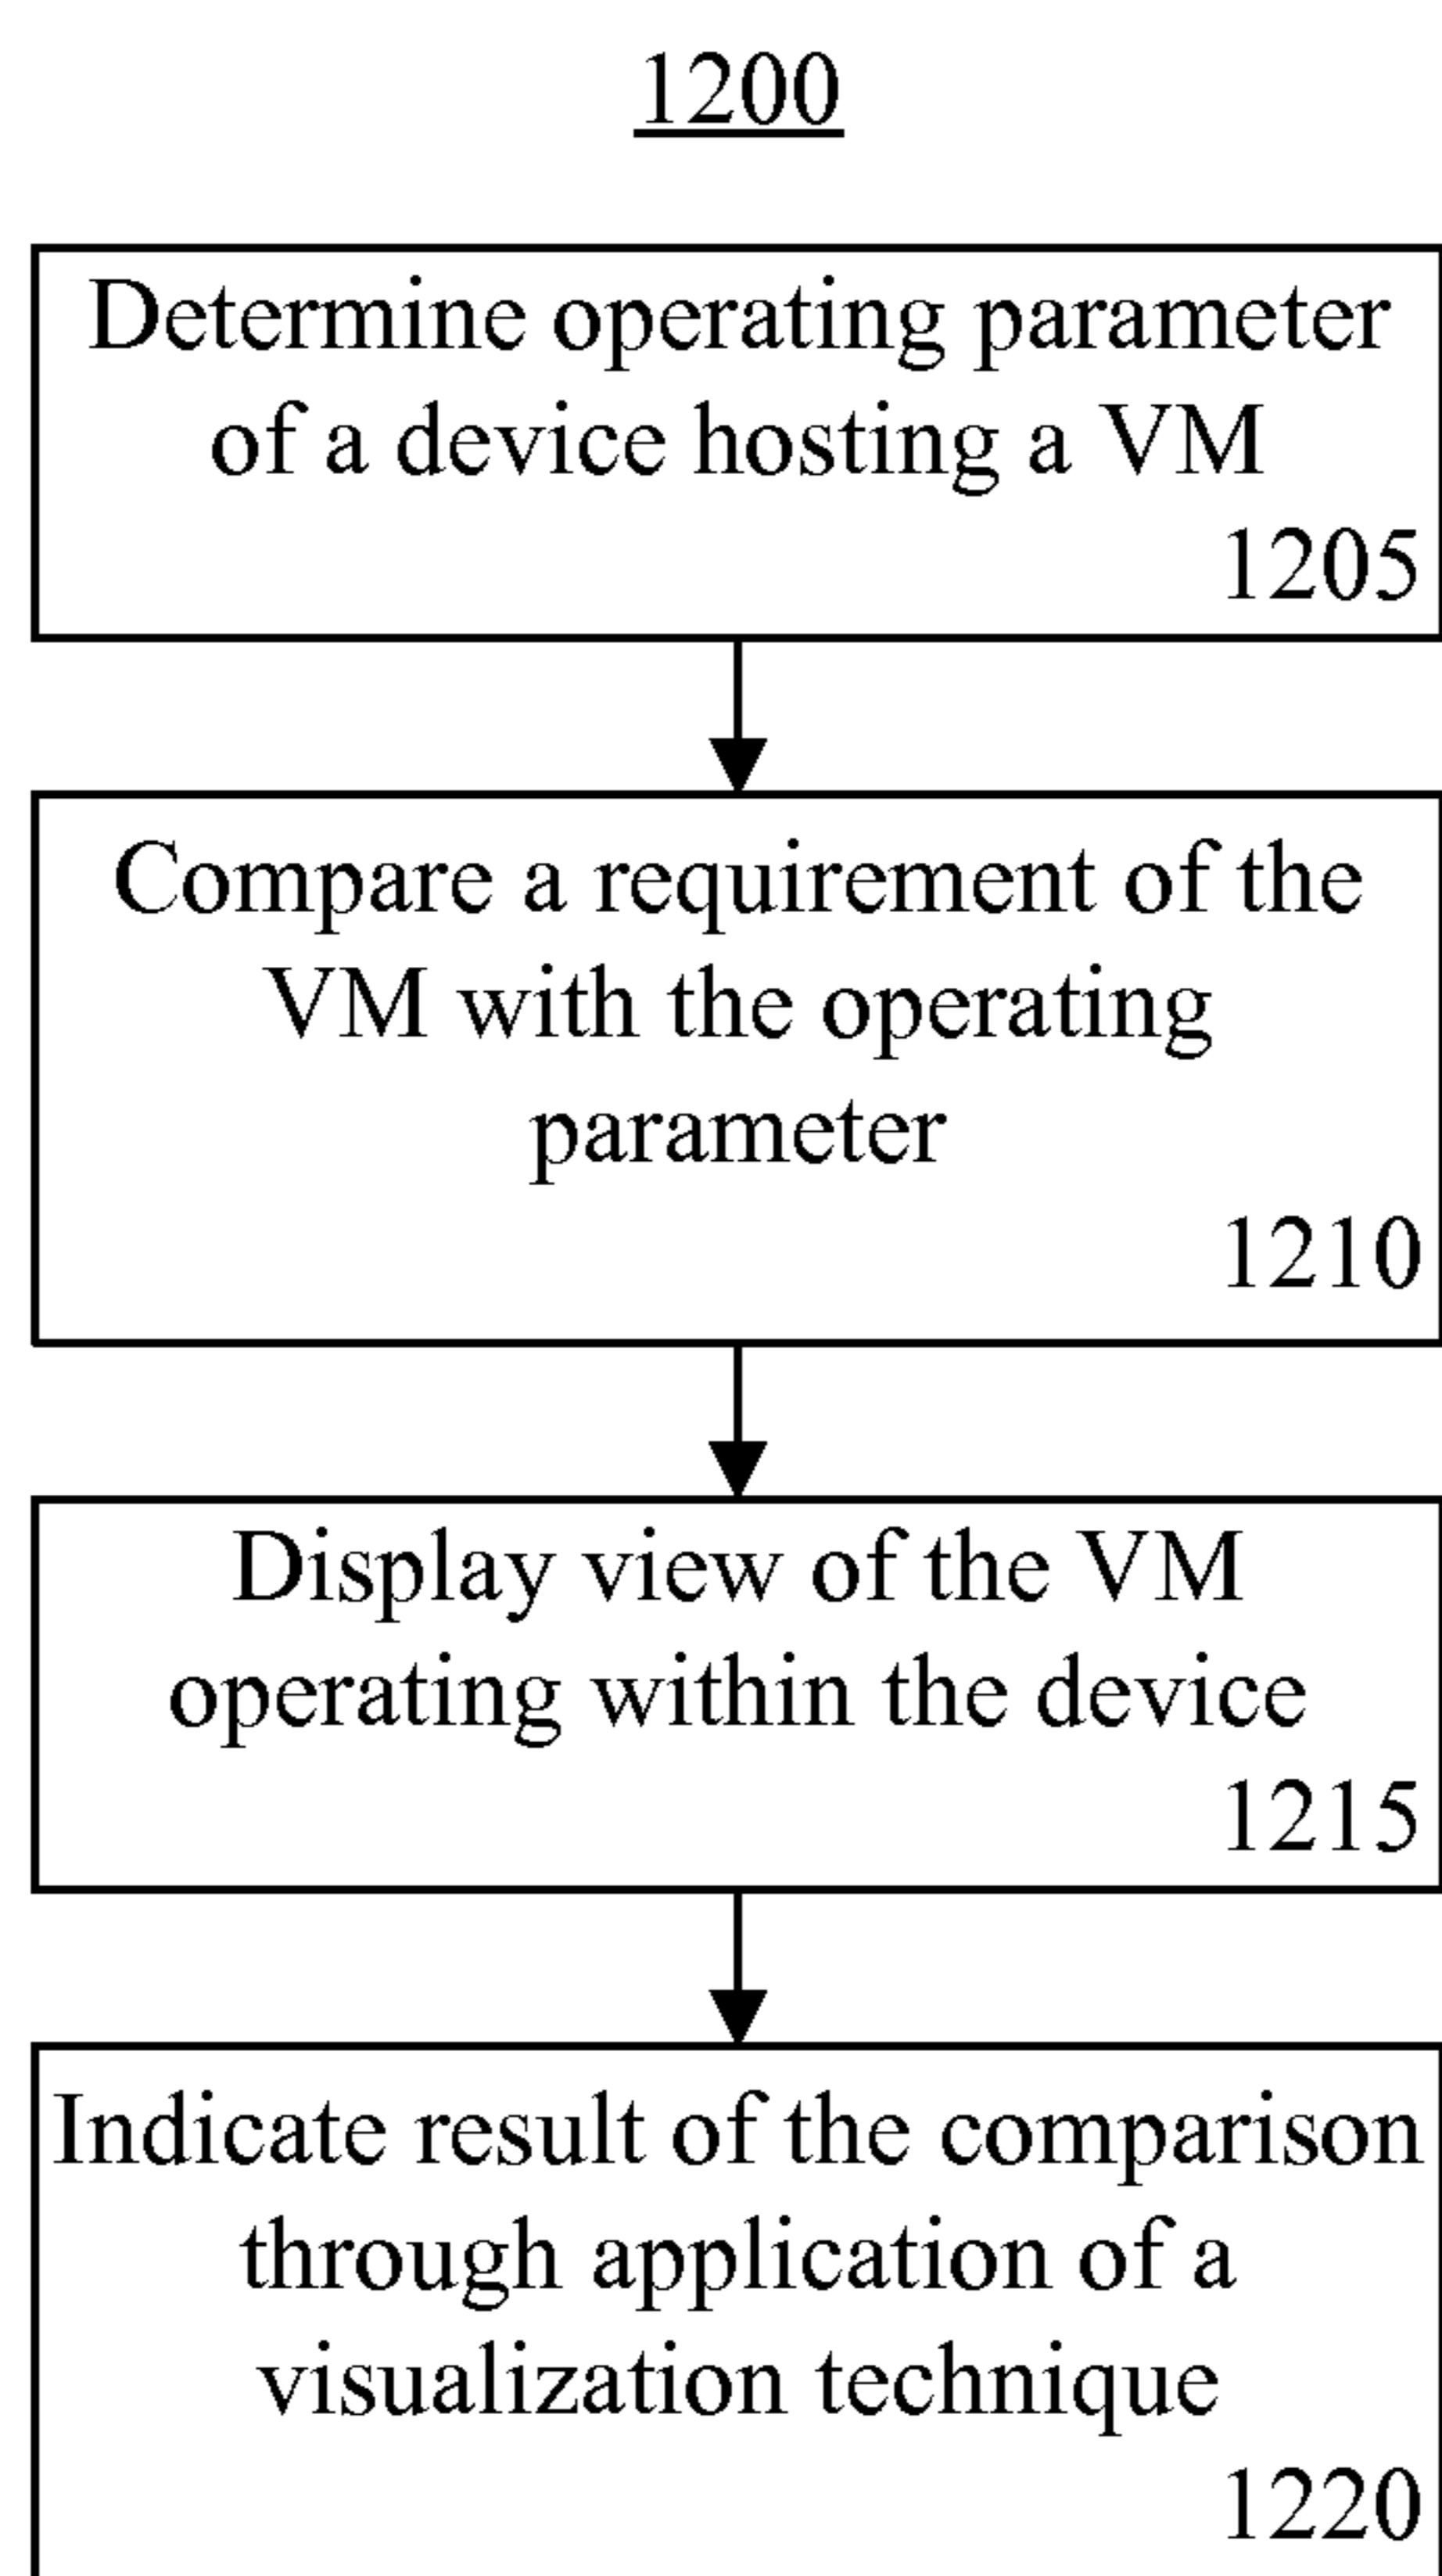 1200
Determine operating parameter
of a device hosting a VM
1205
Compare a requirement of the
VM with the operating
parameter
1210
Display view of the VM
operating within the device
1215
Indicate result of the comparison
through application of a
visualization technique
1220